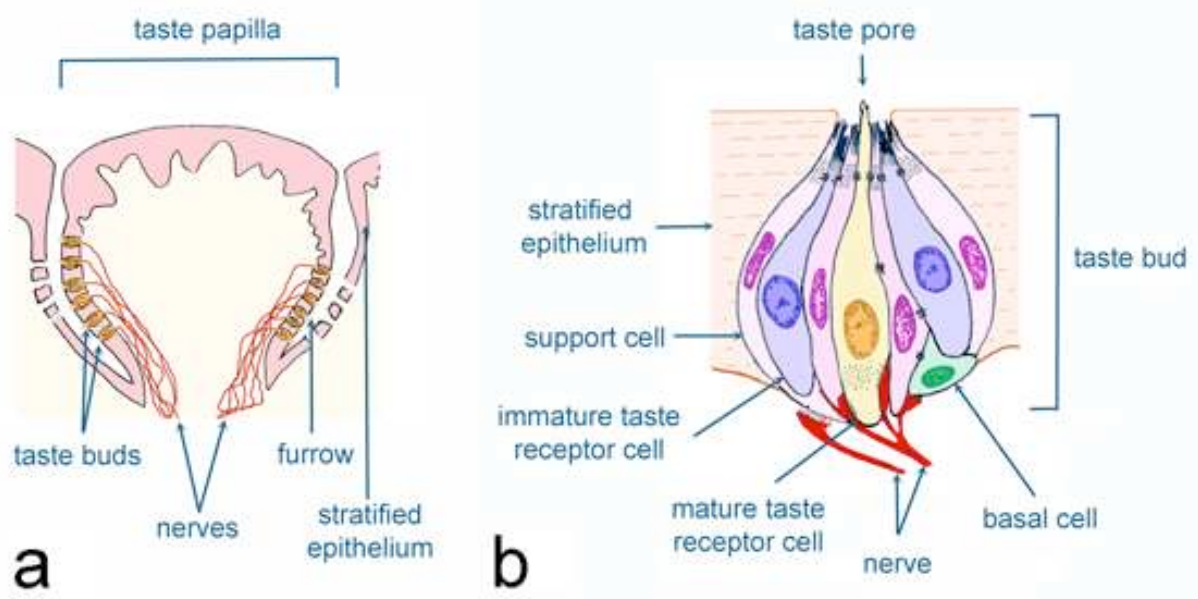 taste papilla
taste buds
nerves
furrow
stratified
epithelium
a
taste pore
stratified
epithelium
support cell
immature taste
receptor cell
mature taste
receptor cell
nerve
basal cell
taste bud
b